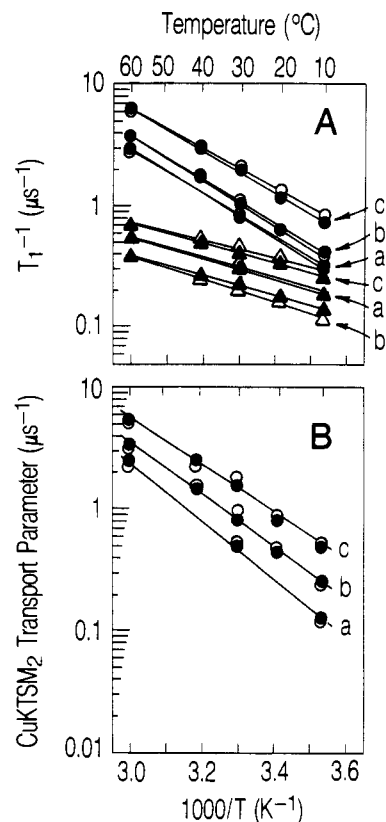 Temperature (°C)
60 50 40 30 20 10
A
10
1
0.1
T₁⁻¹ (μs⁻¹)
c
b
a
c
a
b
B
10
1
0.1
0.01
CuKTSM₂ Transport Parameter (μs⁻¹)
c
b
a
3.0 3.2 3.4 3.6
1000/T (K⁻¹)